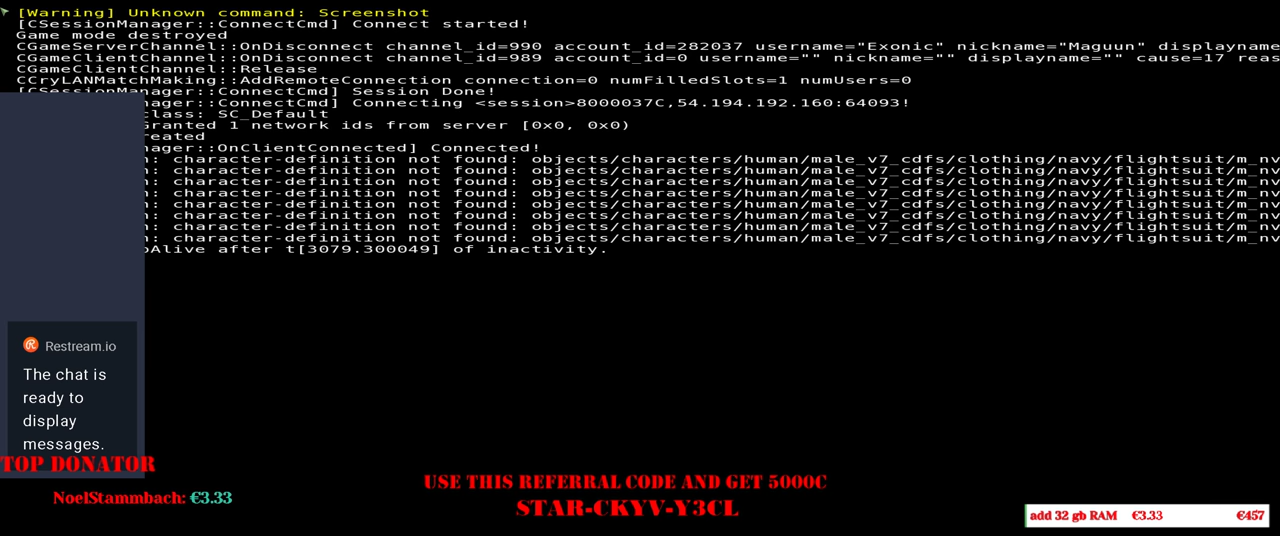 [Warning] Unknown command: Screenshot
[CSessionManager::ConnectCmd] Connect started!
Game mode destroyed
CGameServerChannel::OnDisconnect channel_id=990 account_id=282037 username="Exonic" nickname="Maguun" displayname
CGameClientChannel::OnDisconnect channel_id=989 account_id=0 username="" nickname="" displayname="" cause=17 reas
CGameClientChannel::Release
CCryLANMatchMaking::AddRemoteConnection connection=0 numFilledSlots=1 numUsers=0
[CSessionManager::ConnectCmd] Session Done!
nager::ConnectCmd] Connecting <session>8000037C,54.194.192.160:64093!
class: SC_Default
Granted 1 network ids from server [0x0, 0x0)
reated
nager::OnClientConnected] Connected!
n: character-definition not found: objects/characters/human/male_v7_cdfs/clothing/navy/flightsuit/m_nv
n: character-definition not found: objects/characters/human/male_v7_cdfs/clothing/navy/flightsuit/m_nv
n: character-definition not found: objects/characters/human/male_v7_cdfs/clothing/navy/flightsuit/m_nv
n: character-definition not found: objects/characters/human/male_v7_cdfs/clothing/navy/flightsuit/m_nv
n: character-definition not found: objects/characters/human/male_v7_cdfs/clothing/navy/flightsuit/m_nv
n: character-definition not found: objects/characters/human/male_v7_cdfs/clothing/navy/flightsuit/m_nv
n: character-definition not found: objects/characters/human/male_v7_cdfs/clothing/navy/flightsuit/m_nv
n: character-definition not found: objects/characters/human/male_v7_cdfs/clothing/navy/flightsuit/m_nv
pAlive after t[3079.300049] of inactivity.
Restream.io
The chat is
ready to
display
messages.
TOP DONATOR
NoelStammbach: €3.33
USE THIS REFERRAL CODE AND GET 5000C
STAR-CKYV-Y3CL
add 32 gb RAM €3.33 €457